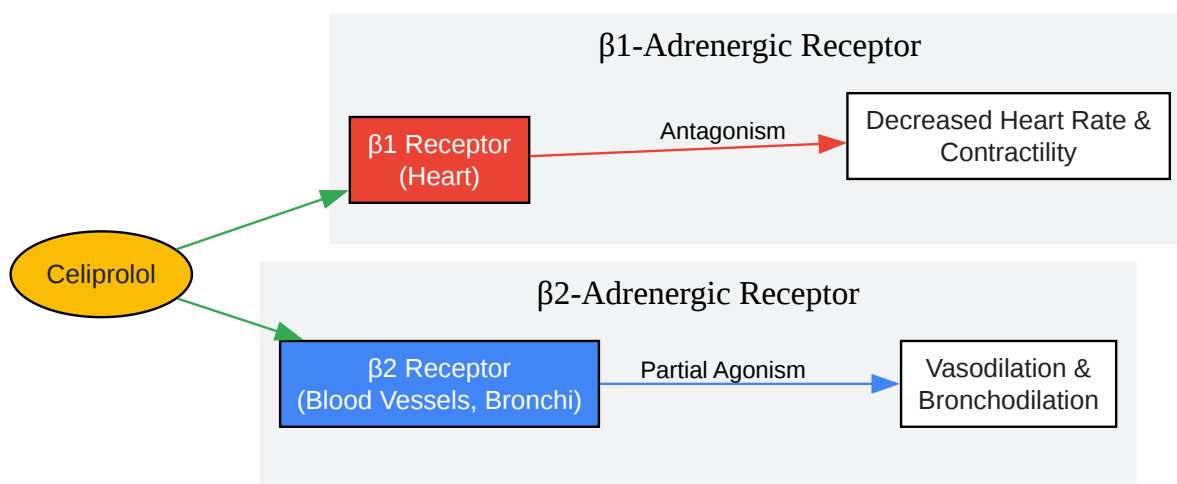 β1-Adrenergic Receptor
β1 Receptor
(Heart)
Antagonism
Decreased Heart Rate &
Contractility
Celiprolol
β2-Adrenergic Receptor
β2 Receptor
(Blood Vessels, Bronchi)
Partial Agonism
Vasodilation &
Bronchodilation